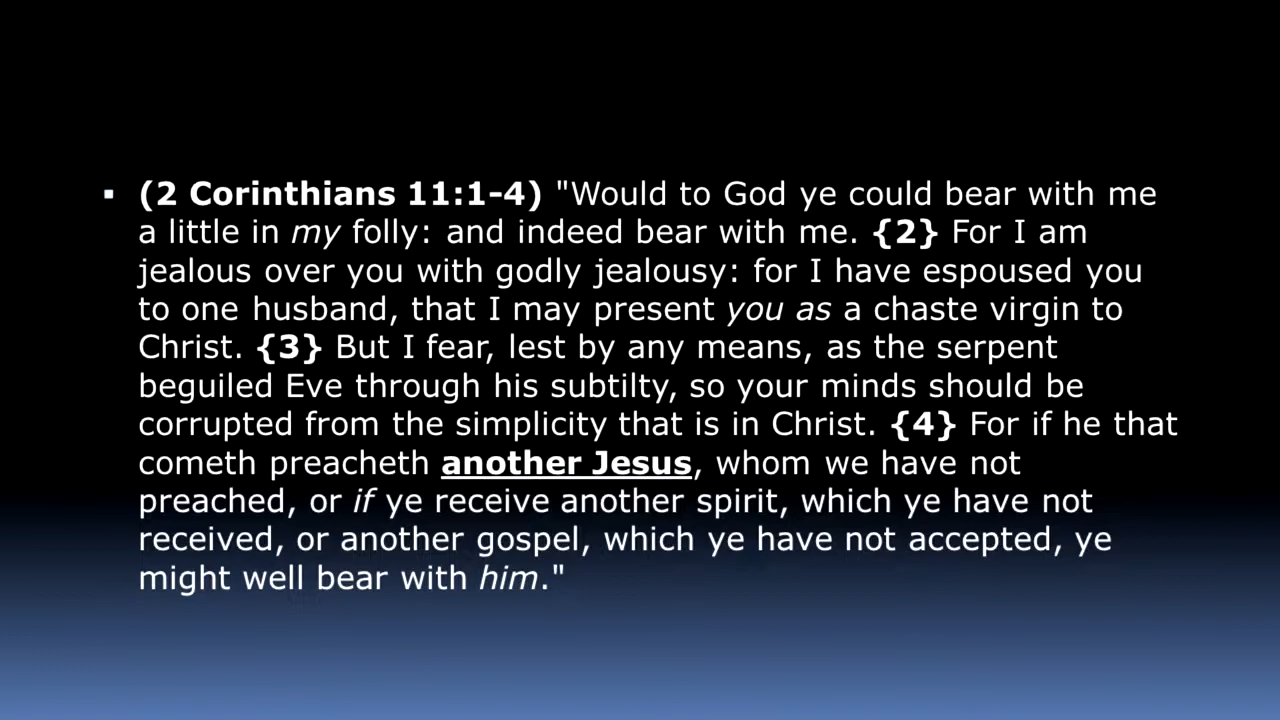 ▪ (2 Corinthians 11:1-4) "Would to God ye could bear with me
a little in my folly: and indeed bear with me. {2} For I am
jealous over you with godly jealousy: for I have espoused you
to one husband, that I may present you as a chaste virgin to
Christ. {3} But I fear, lest by any means, as the serpent
beguiled Eve through his subtilty, so your minds should be
corrupted from the simplicity that is in Christ. {4} For if he that
cometh preacheth another Jesus, whom we have not
preached, or if ye receive another spirit, which ye have not
received, or another gospel, which ye have not accepted, ye
might well bear with him."